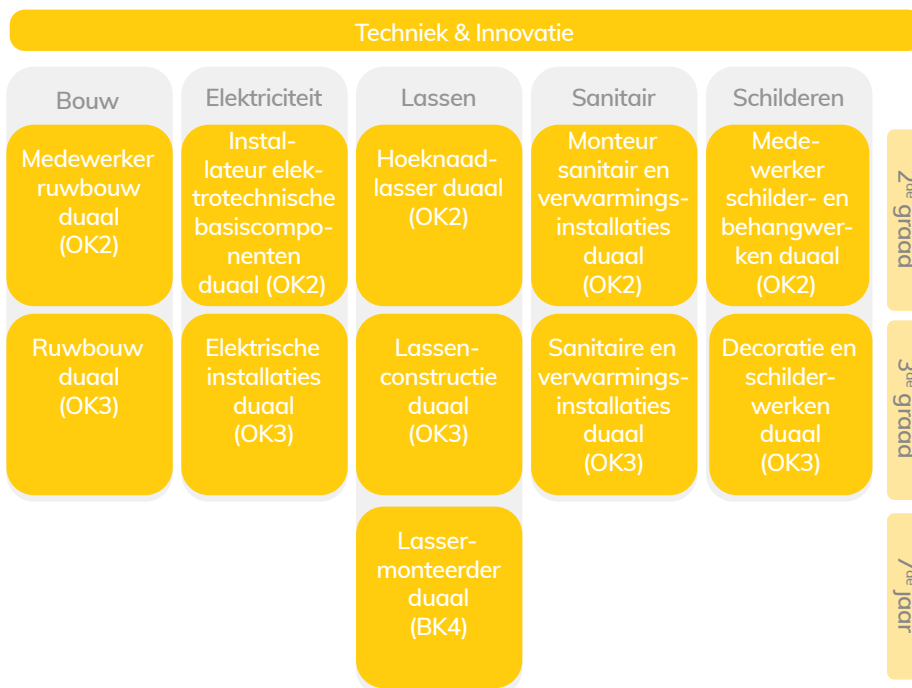 Techniek & Innovatie
Bouw
Elektriciteit
Lassen
Sanitair
Schilderen
Medewerker
ruwbouw
duaal
(OK2)
Instal-
lateur elek-
trotechnische
basiscompo-
nenten
duaal (OK2)
Hoeknaad-
lasser duaal
(OK2)
Monteur
sanitair en
verwarmings-
installaties
duaal
(OK2)
Mede-
werker
schilder- en
behangwer-
ken duaal
(OK2)
2de graad
Ruwbouw
duaal
(OK3)
Elektrische
installaties
duaal
(OK3)
Lassen-
constructie
duaal
(OK3)
Sanitaire en
verwarmings-
installaties
duaal
(OK3)
Decoratie en
schilder-
werken
duaal
(OK3)
3de graad
Lasser-
monteerder
duaal
(BK4)
7de jaar